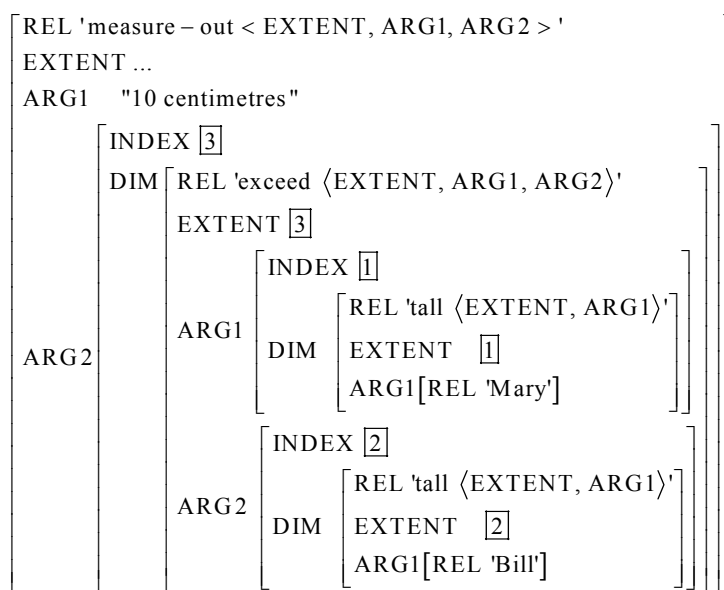 REL 'measure – out < EXTENT, ARG1, ARG2 > '
EXTENT ...
ARG1 "10 centimetres"
INDEX 3
DIM REL 'exceed ⟨EXTENT, ARG1, ARG2⟩'
EXTENT 3
INDEX 1
REL 'tall ⟨EXTENT, ARG1⟩'
ARG1
DIM EXTENT 1
ARG2
ARG1[REL 'Mary']
INDEX 2
REL 'tall ⟨EXTENT, ARG1⟩'
ARG2
DIM EXTENT 2
ARG1[REL 'Bill']